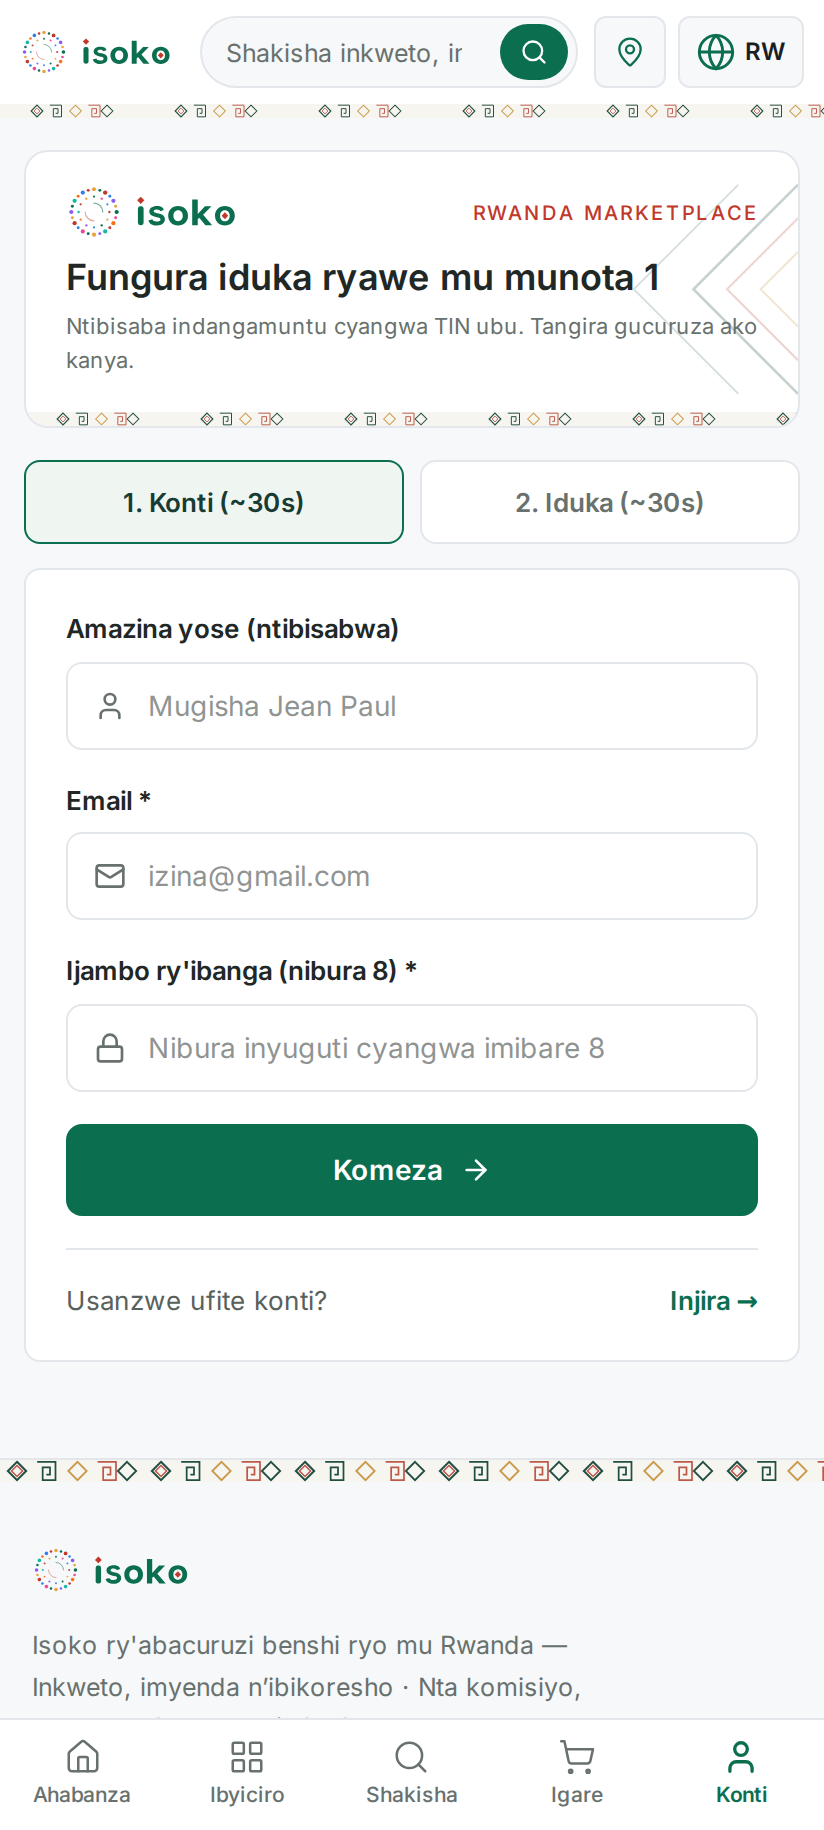 isoko
Shakisha inkweto, ir
RW
isoko
RWANDA MARKETPLACE
Fungura iduka ryawe mu munota 1
Ntibisaba indangamuntu cyangwa TIN ubu. Tangira gucuruza ako
kanya.
1. Konti (~30s)
2. Iduka (~30s)
Amazina yose (ntibisabwa)
Mugisha Jean Paul
Email *
izina@gmail.com
Ijambo ry'ibanga (nibura 8) *
Nibura inyuguti cyangwa imibare 8
Komeza →
Usanzwe ufite konti?
Injira →
isoko
Isoko ry'abacuruzi benshi ryo mu Rwanda —
Inkweto, imyenda n’ibikoresho · Nta komisiyo,
Ahabanza
Ibyiciro
Shakisha
Igare
Konti